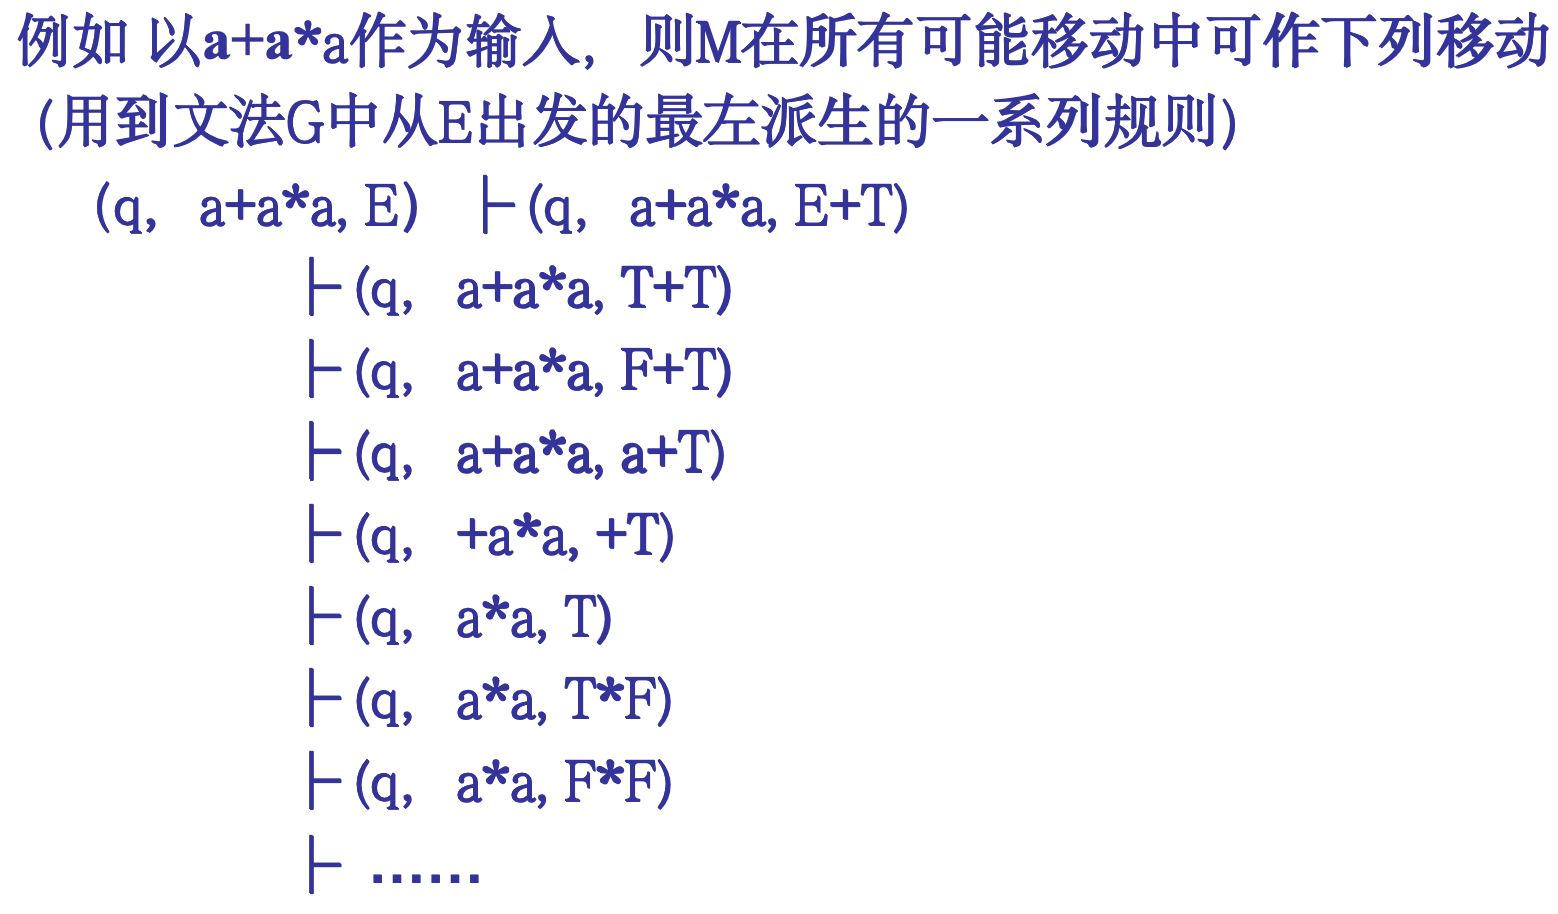 例如 以a+a*a作为输入, 则M在所有可能移动中可作下列移动
(用到文法G中从E出发的最左派生的一系列规则)
(q, a+a*a, E) ├ (q, a+a*a, E+T)
├ (q, a+a*a, T+T)
├ (q, a+a*a, F+T)
├ (q, a+a*a, a+T)
├ (q, +a*a, +T)
├ (q, a*a, T)
├ (q, a*a, T*F)
├ (q, a*a, F*F)
├ ……